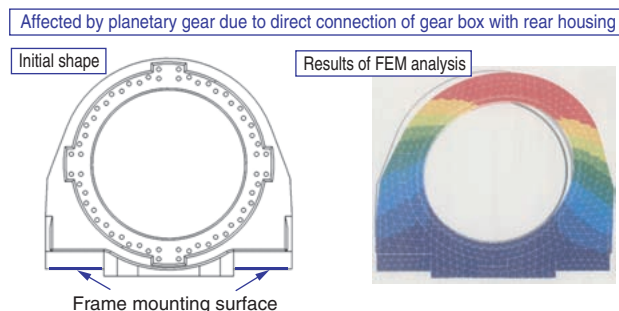 Affected by planetary gear due to direct connection of gear box with rear housing
Initial shape
Results of FEM analysis
Frame mounting surface